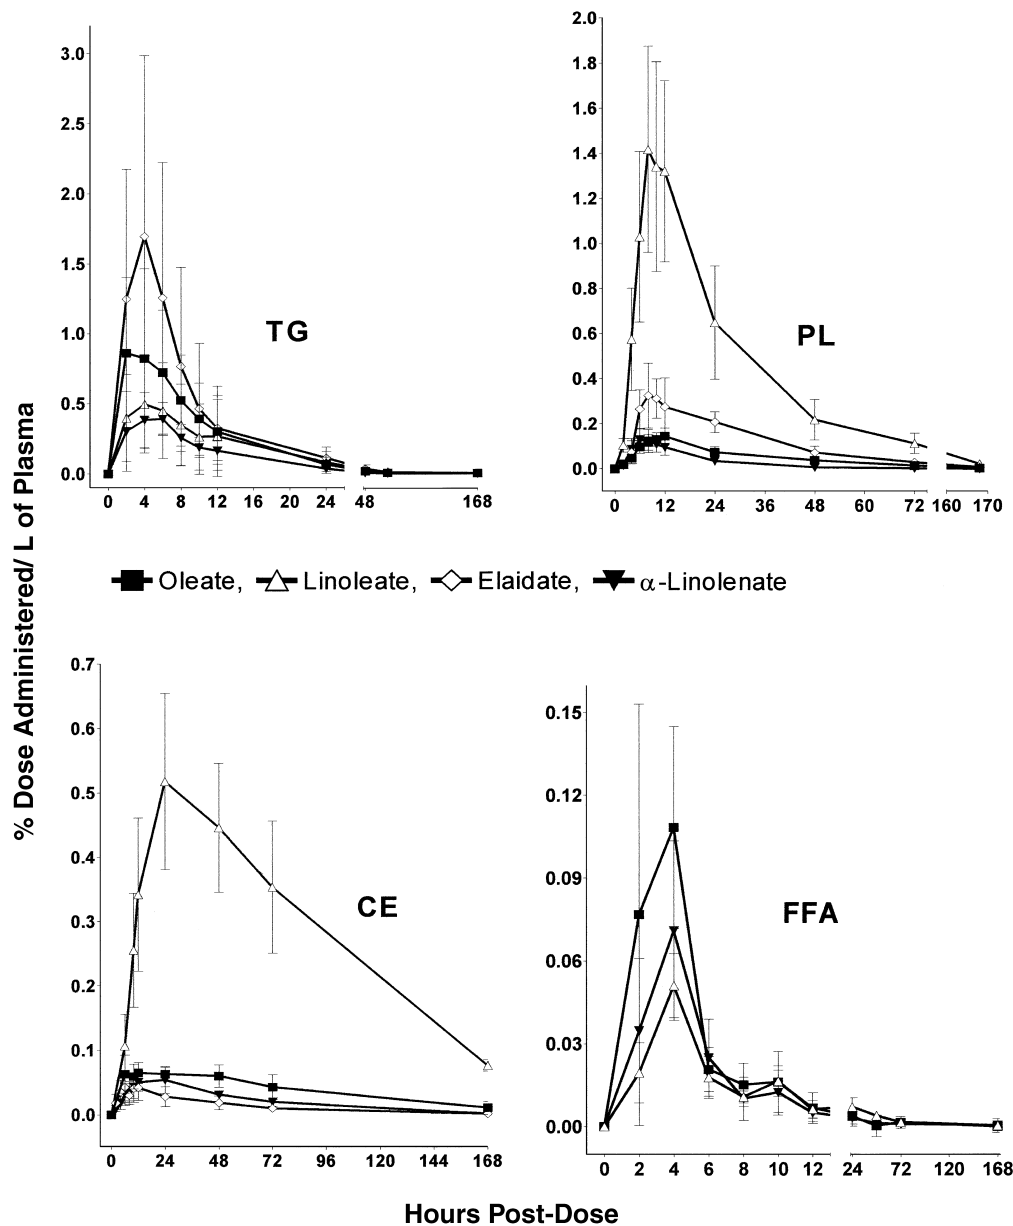 % Dose Administered/ L of Plasma
3.0
2.5
2.0
1.5
1.0
0.5
0.0
TG
0 4 8 12 16 20 24 48 168
2.0
1.8
1.6
1.4
1.2
1.0
0.8
0.6
0.4
0.2
0.0
PL
0 12 24 36 48 60 72 160 170
Oleate, Linoleate, Elaidate, α-Linolenate
0.7
0.6
0.5
0.4
0.3
0.2
0.1
0.0
CE
0 24 48 72 96 120 144 168
0.15
0.12
0.09
0.06
0.03
0.00
FFA
0 2 4 6 8 10 12 24 72 120 168
Hours Post-Dose